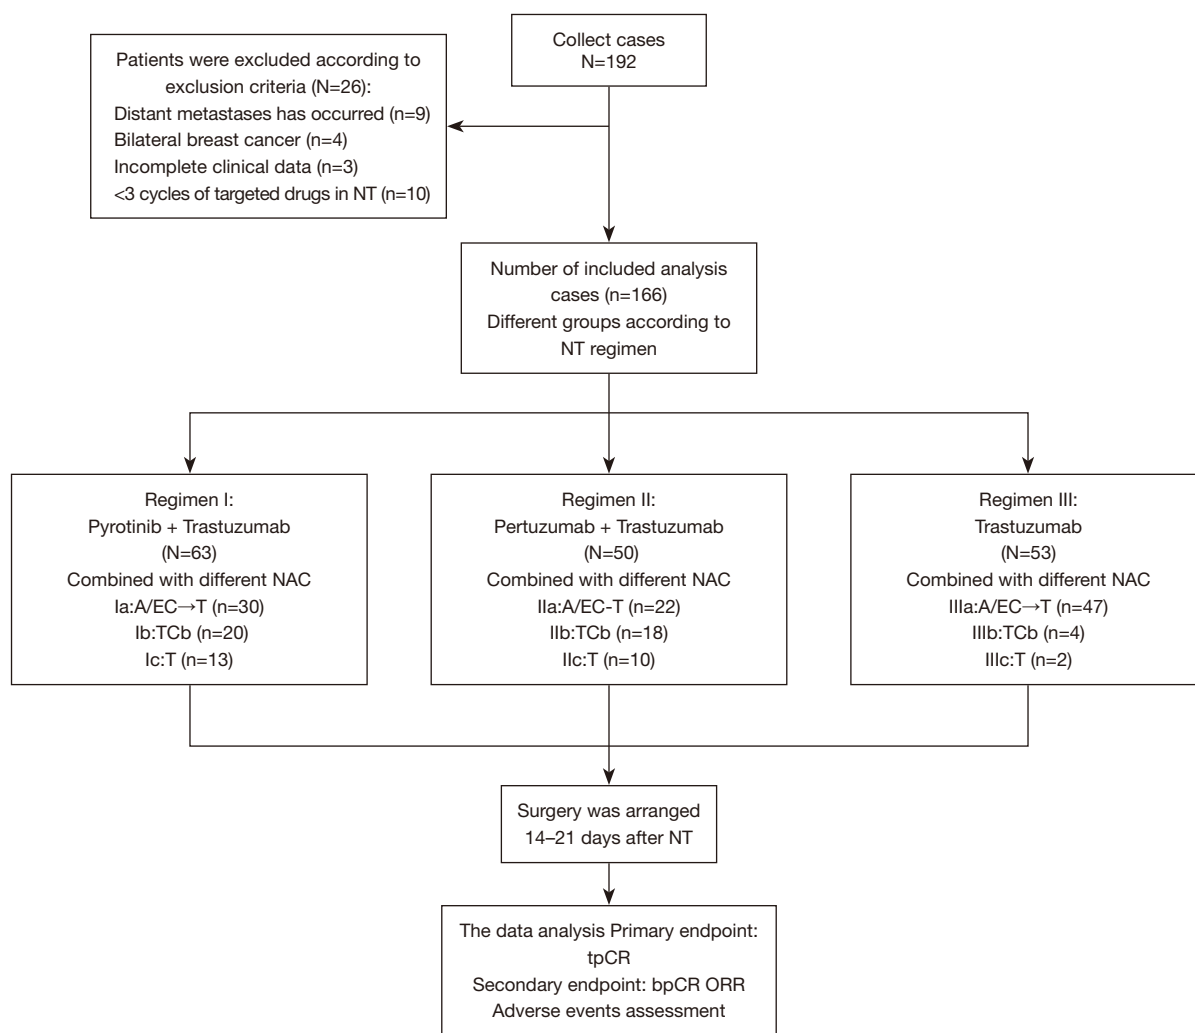 Collect cases
N=192
Patients were excluded according to
exclusion criteria (N=26):
Distant metastases has occurred (n=9)
Bilateral breast cancer (n=4)
Incomplete clinical data (n=3)
<3 cycles of targeted drugs in NT (n=10)
Number of included analysis
cases (n=166)
Different groups according to
NT regimen
Regimen I:
Pyrotinib + Trastuzumab
(N=63)
Combined with different NAC
Ia:A/EC→T (n=30)
Ib:TCb (n=20)
Ic:T (n=13)
Regimen II:
Pertuzumab + Trastuzumab
(N=50)
Combined with different NAC
IIa:A/EC-T (n=22)
IIb:TCb (n=18)
IIc:T (n=10)
Regimen III:
Trastuzumab
(N=53)
Combined with different NAC
IIIa:A/EC→T (n=47)
IIIb:TCb (n=4)
IIIc:T (n=2)
Surgery was arranged
14–21 days after NT
The data analysis Primary endpoint:
tpCR
Secondary endpoint: bpCR ORR
Adverse events assessment